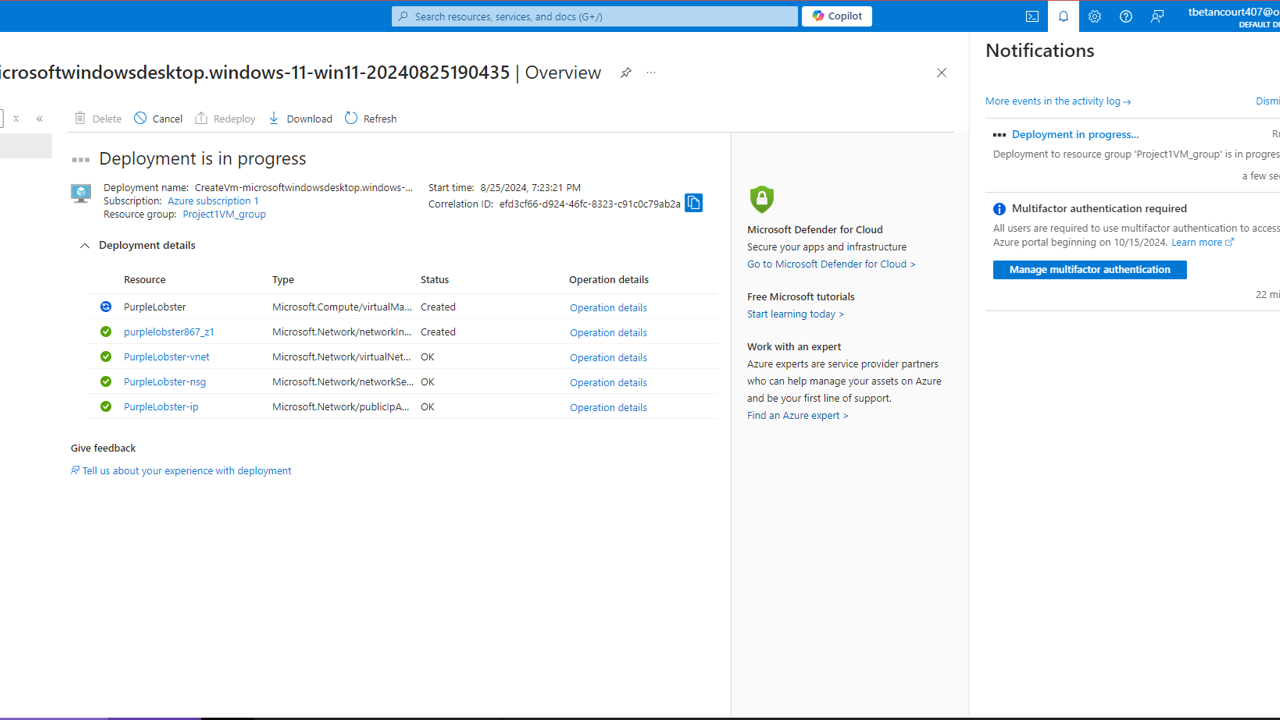 Search resources, services, and docs (G+/)
Copilot
tbetancourt407@o
DEFAULT DI
icrosoftwindowsdesktop.windows-11-win11-20240825190435 | Overview
Delete
Cancel
Redeploy
Download
Refresh
Deployment is in progress
Deployment name: CreateVm-microsoftwindowsdesktop.windows-...
Subscription: Azure subscription 1
Resource group: Project1VM_group
Start time: 8/25/2024, 7:23:21 PM
Correlation ID: efd3cf66-d924-46fc-8323-c91c0c79ab2a
Deployment details
Resource Type Status Operation details
PurpleLobster Microsoft.Compute/virtualMa... Created Operation details
purplelobster867_z1 Microsoft.Network/networkIn... Created Operation details
PurpleLobster-vnet Microsoft.Network/virtualNet... OK Operation details
PurpleLobster-nsg Microsoft.Network/networkSe... OK Operation details
PurpleLobster-ip Microsoft.Network/publicIpA... OK Operation details
Give feedback
Tell us about your experience with deployment
Microsoft Defender for Cloud
Secure your apps and infrastructure
Go to Microsoft Defender for Cloud >
Free Microsoft tutorials
Start learning today >
Work with an expert
Azure experts are service provider partners
who can help manage your assets on Azure
and be your first line of support.
Find an Azure expert >
Notifications
More events in the activity log → Dismi
Deployment in progress... Ru
Deployment to resource group 'Project1VM_group' is in progres
a few sec
Multifactor authentication required
All users are required to use multifactor authentication to access
Azure portal beginning on 10/15/2024. Learn more
Manage multifactor authentication
22 mi